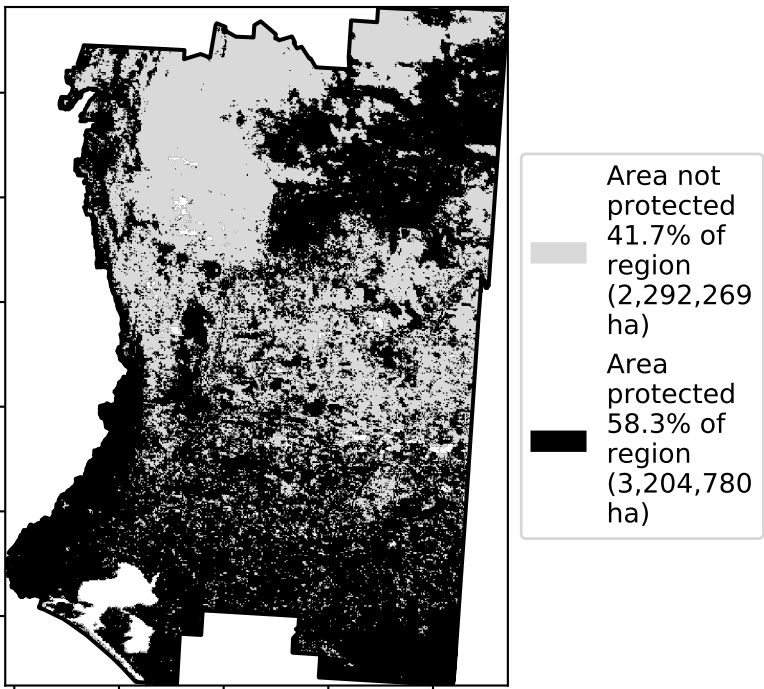 Area not
protected
41.7% of
region
(2,292,269
ha)
Area
protected
58.3% of
region
(3,204,780
ha)